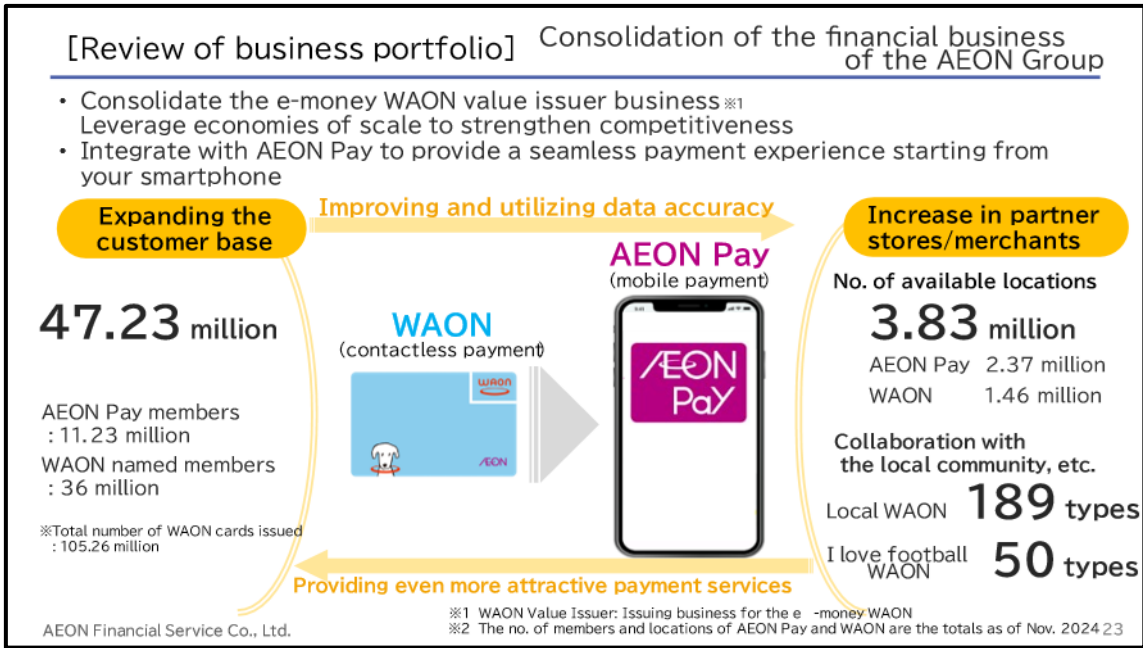 [Review of business portfolio]
Consolidation of the financial business
of the AEON Group
・ Consolidate the e-money WAON value issuer business ※1
Leverage economies of scale to strengthen competitiveness
・ Integrate with AEON Pay to provide a seamless payment experience starting from
your smartphone
Expanding the
customer base
Improving and utilizing data accuracy
Increase in partner
stores/merchants
47.23 million
AEON Pay members
: 11.23 million
WAON named members
: 36 million
※Total number of WAON cards issued
: 105.26 million
WAON
(contactless payment)
WAON
AEON
AEON Pay
(mobile payment)
AEON
Pay
No. of available locations
3.83 million
AEON Pay 2.37 million
WAON 1.46 million
Collaboration with
the local community, etc.
Local WAON 189 types
I love football
WAON
50 types
Providing even more attractive payment services
※1 WAON Value Issuer: Issuing business for the e -money WAON
※2 The no. of members and locations of AEON Pay and WAON are the totals as of Nov. 2024
AEON Financial Service Co., Ltd.
23